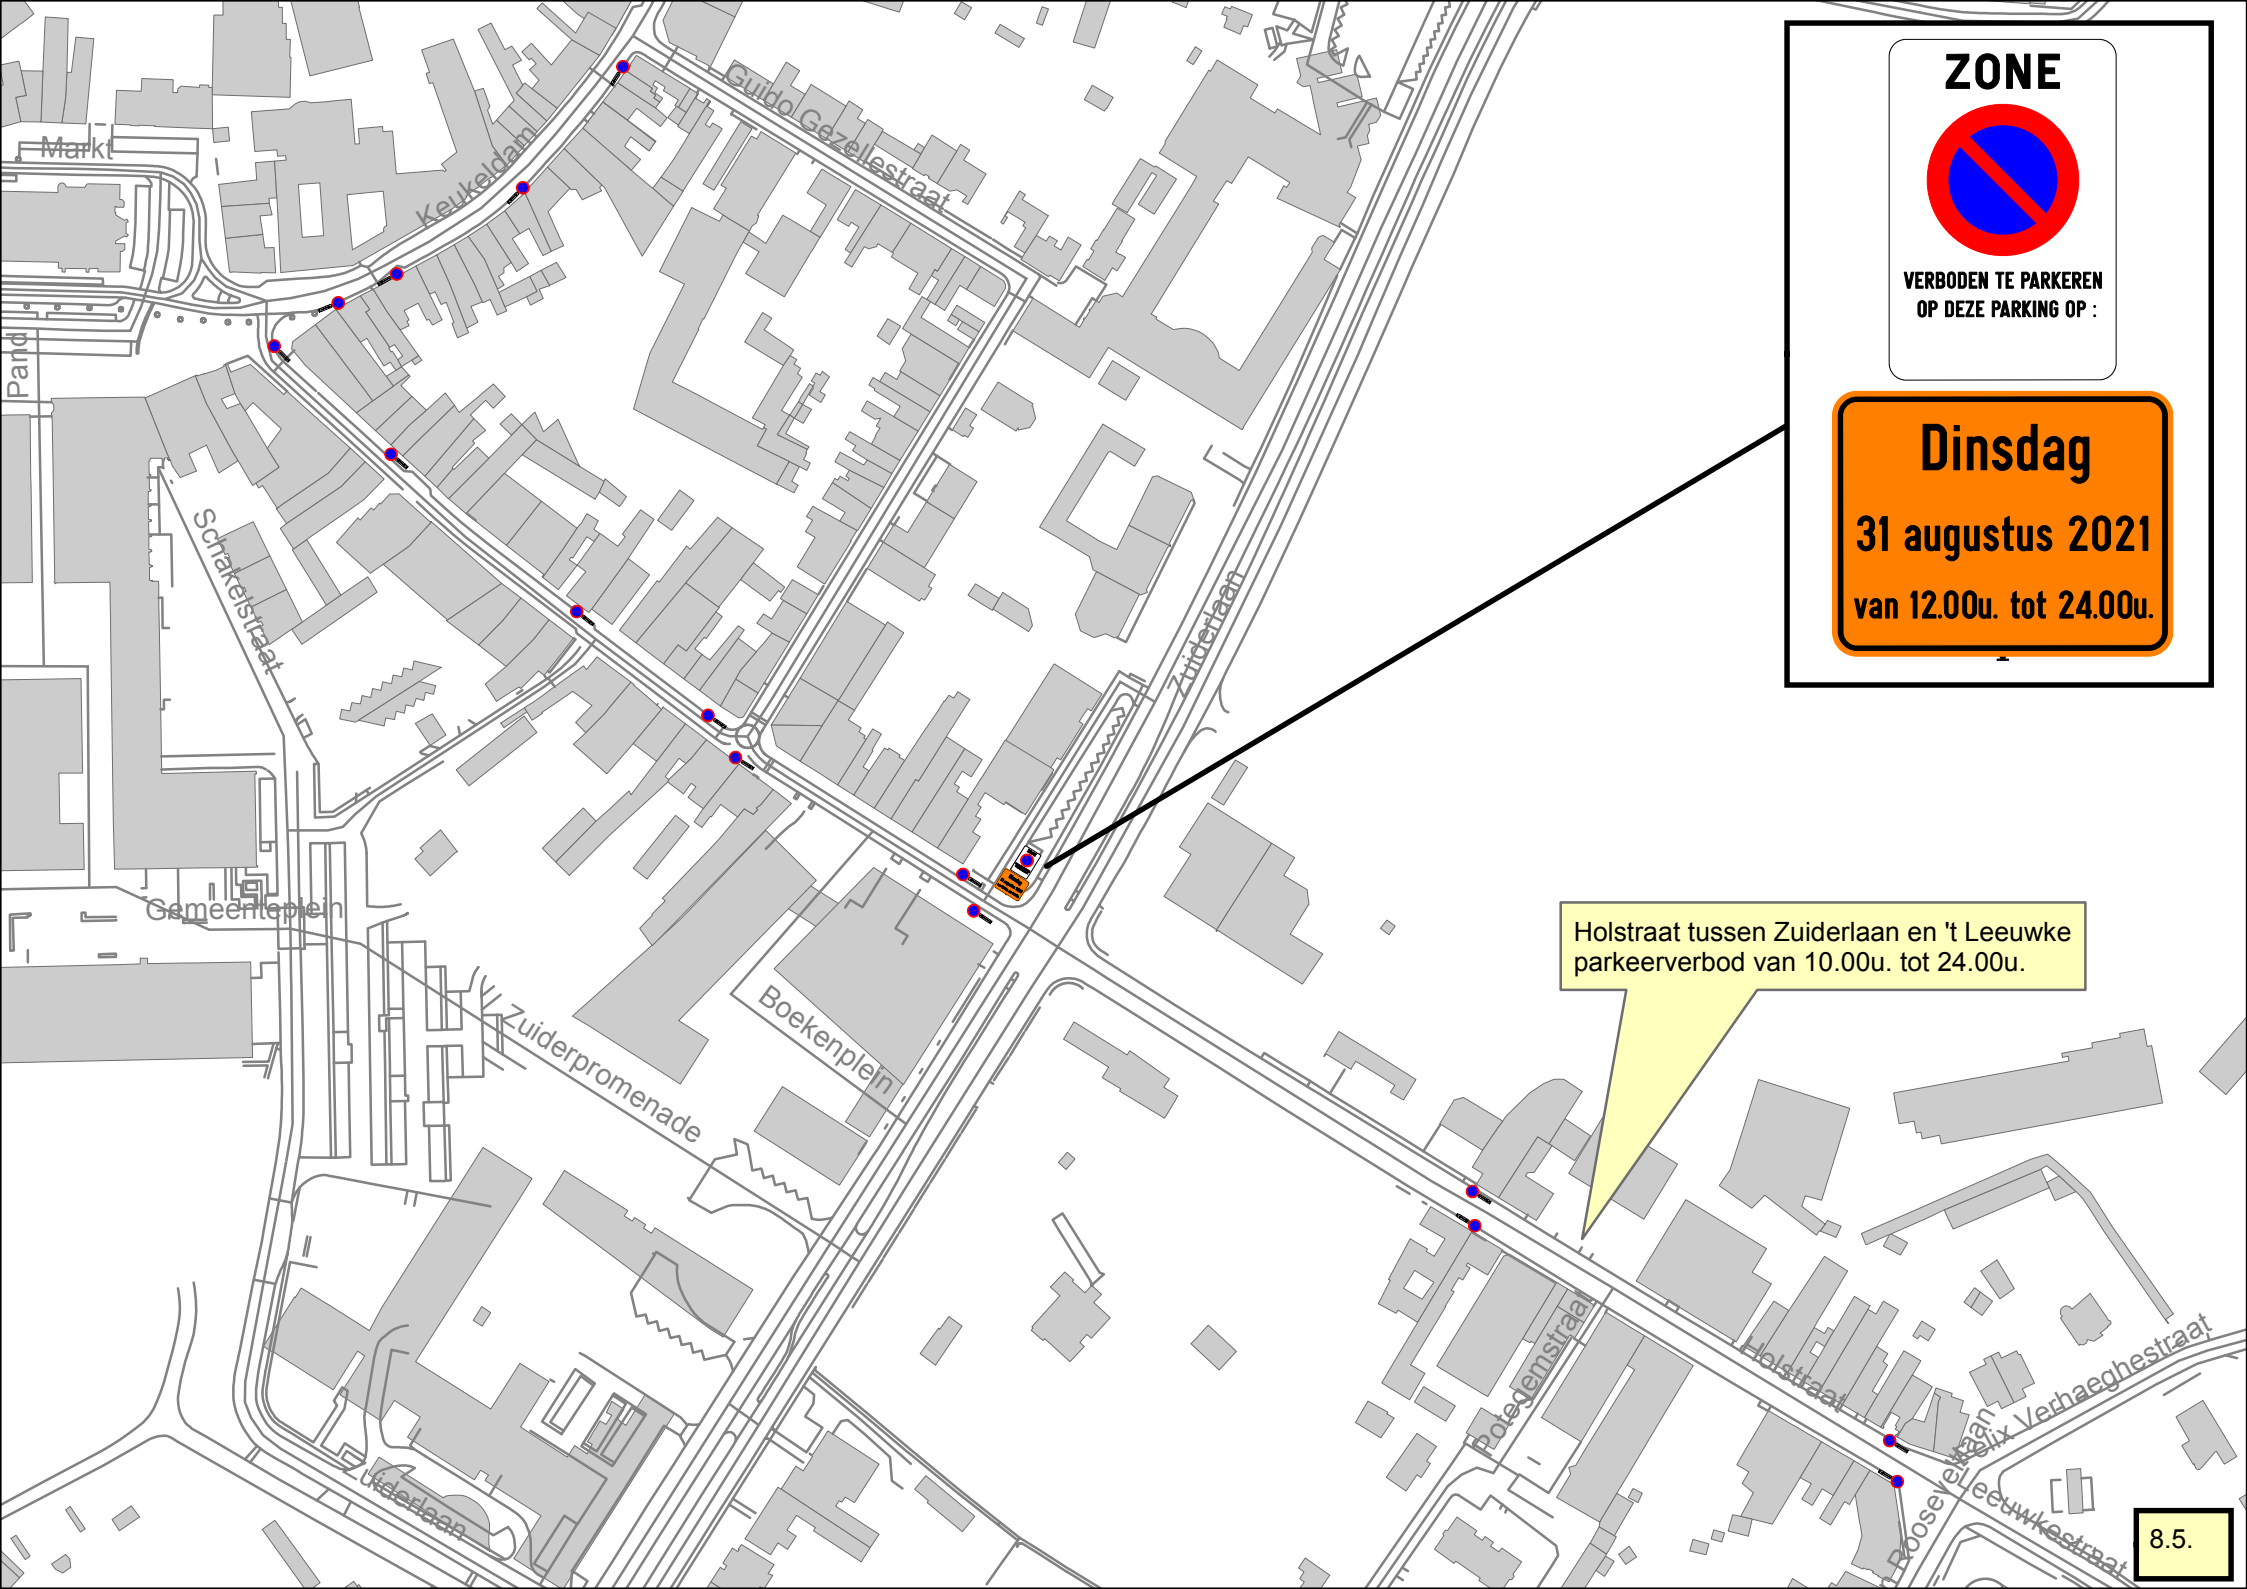 ZONE
VERBODEN TE PARKEREN
OP DEZE PARKING OP :
Dinsdag
31 augustus 2021
van 12.00u. tot 24.00u.
Markt
Keukeldam
Guido Gezellestraat
Pand
Schakelstraat
Zuiderlaan
Gemeenteplein
Holstraat tussen Zuiderlaan en 't Leeuwke
parkeerverbod van 10.00u. tot 24.00u.
Boekenplein
Zuiderpromenade
Potegemstraat
Holstraat
Felix Verhaeghestraat
Rooseveltlaan
Leeuwkestraat
Zuiderlaan
8.5.